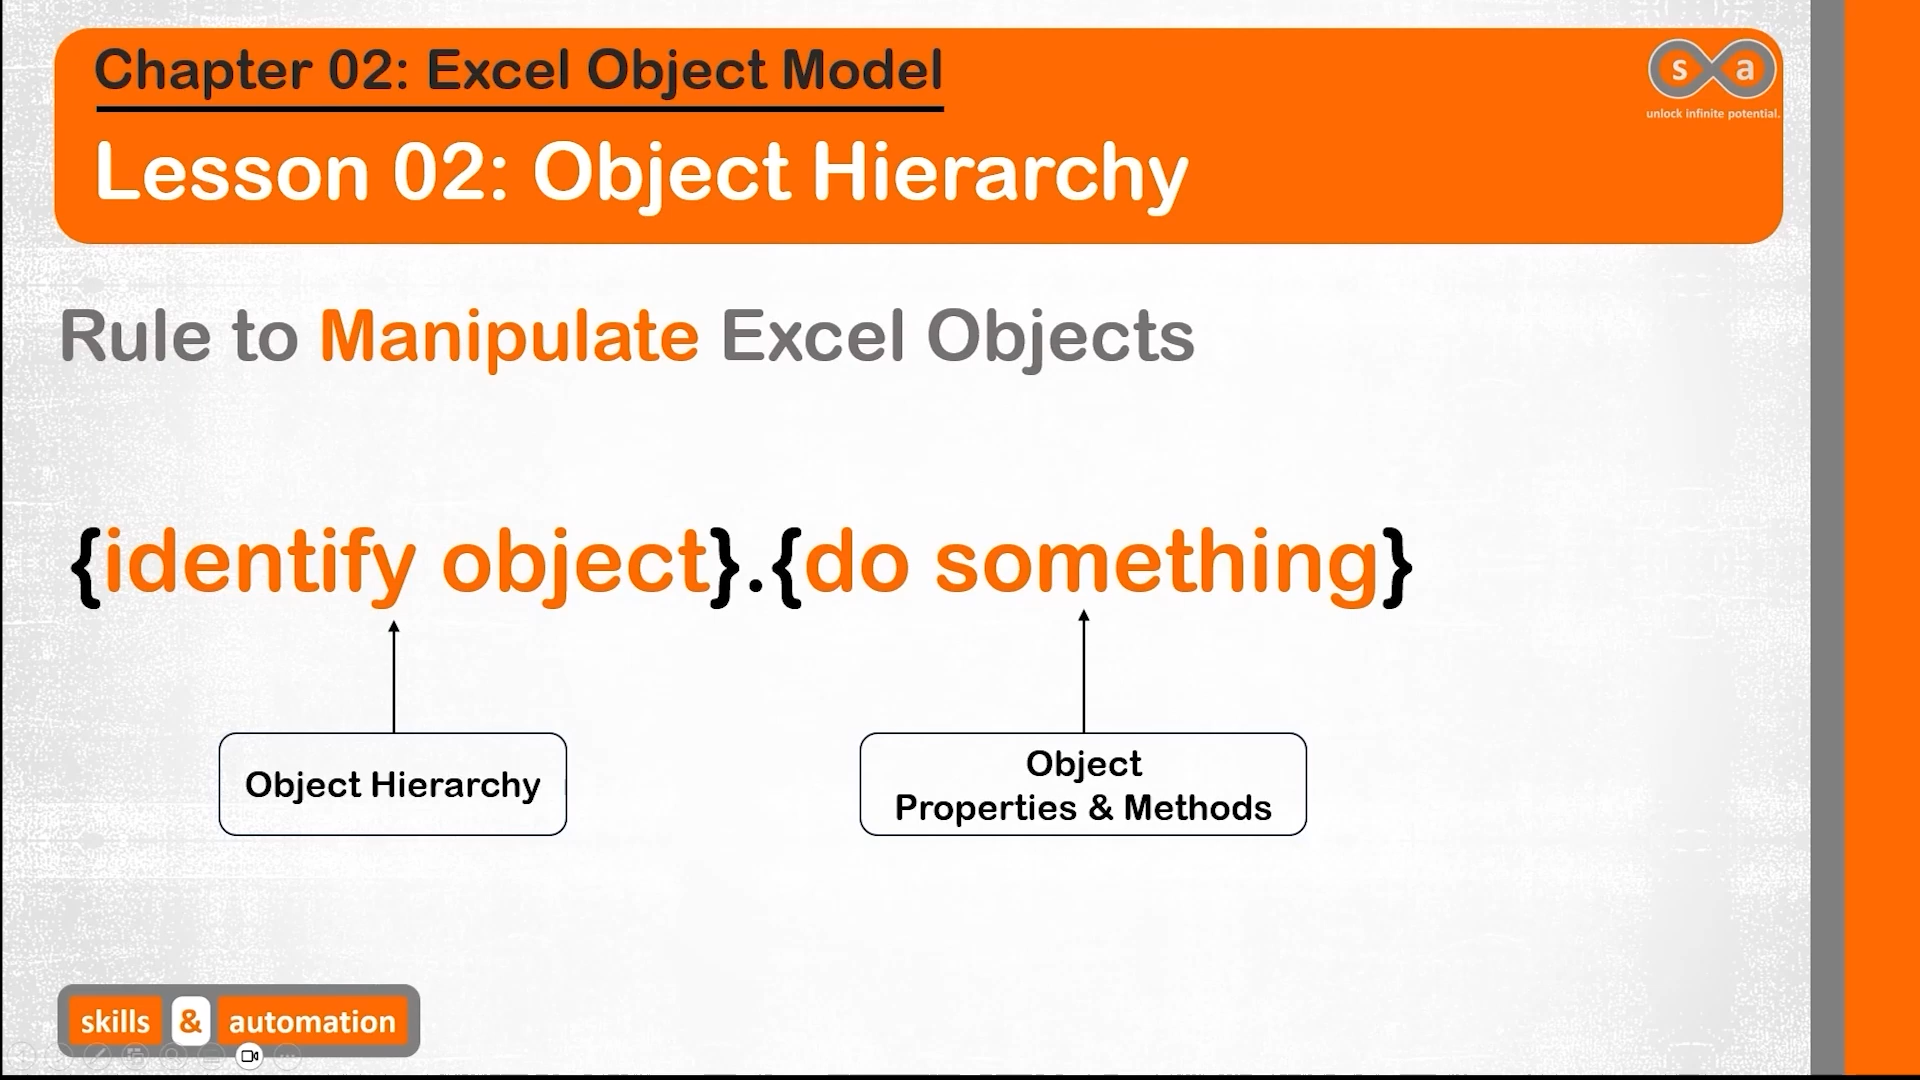 Chapter 02: Excel Object Model
s a
unlock infinite potential.
Lesson 02: Object Hierarchy
Rule to Manipulate Excel Objects
{identify object}.{do something}
Object Hierarchy
Object
Properties & Methods
skills & automation